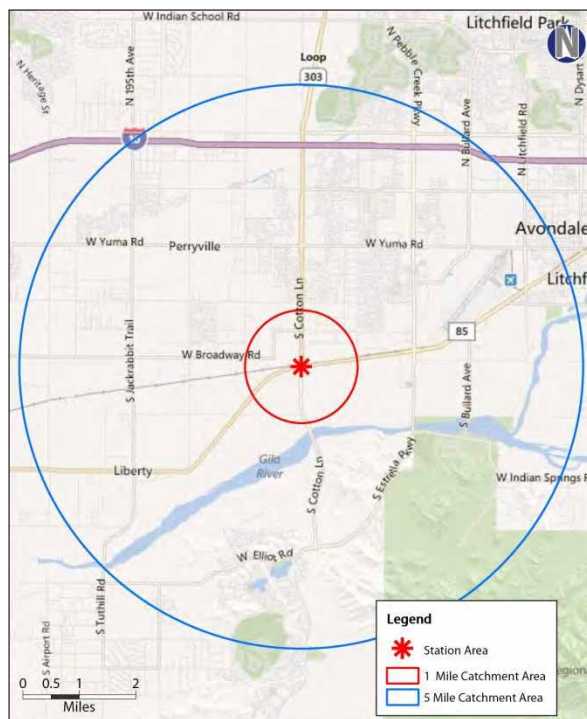 W Indian School Rd
Litchfield Park
N
N Heritage St
N 195th Ave
Loop
303
N Pebble Creek Pkwy
N Bullard Ave
N Litchfield Rd
N Dysart
10
W Yuma Rd
Perryville
W Yuma Rd
Avondale
Litchf
S Cotton Ln
85
W Broadway Rd
S Jackrabbit Trail
S Bullard Ave
Liberty
Gila
River
S Cotton Ln
S Estrella Pkwy
W Indian Springs R
W Elliot Rd
S Tuthill Rd
S Airport Rd
egional
Legend
Station Area
1 Mile Catchment Area
5 Mile Catchment Area
0 0.5 1 2
Miles